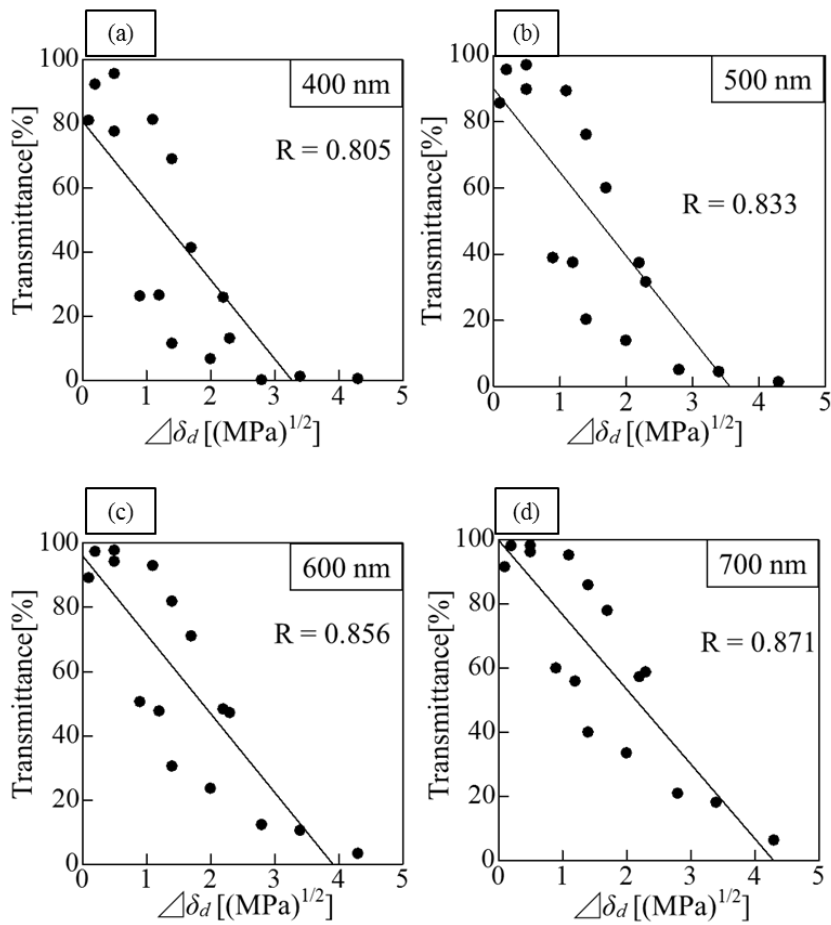 (a)
400 nm
R = 0.805
Transmittance[%]
100
80
60
40
20
0
0 1 2 3 4 5
⊿δd [(MPa)1/2]
(b)
500 nm
R = 0.833
Transmittance[%]
100
80
60
40
20
0
0 1 2 3 4 5
⊿δd [(MPa)1/2]
(c)
600 nm
R = 0.856
Transmittance[%]
100
80
60
40
20
0
0 1 2 3 4 5
⊿δd [(MPa)1/2]
(d)
700 nm
R = 0.871
Transmittance[%]
100
80
60
40
20
0
0 1 2 3 4 5
⊿δd [(MPa)1/2]